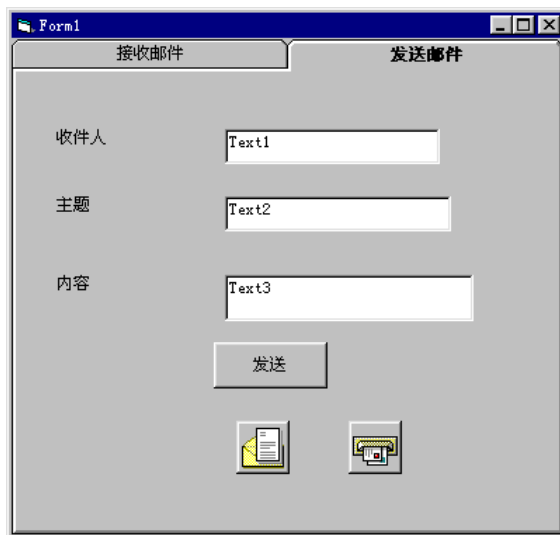 Form1
接收邮件
发送邮件
收件人
Text1
主题
Text2
内容
Text3
发送